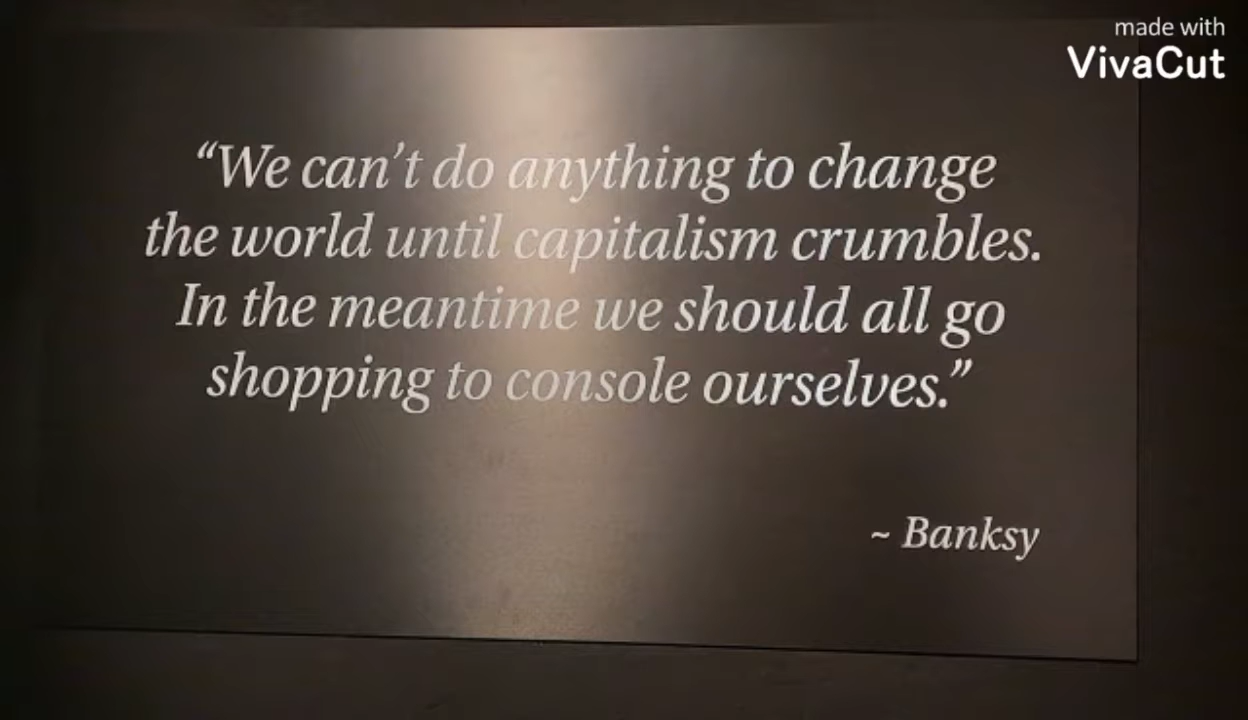 made with
VivaCut
“We can’t do anything to change
the world until capitalism crumbles.
In the meantime we should all go
shopping to console ourselves.”
~ Banksy